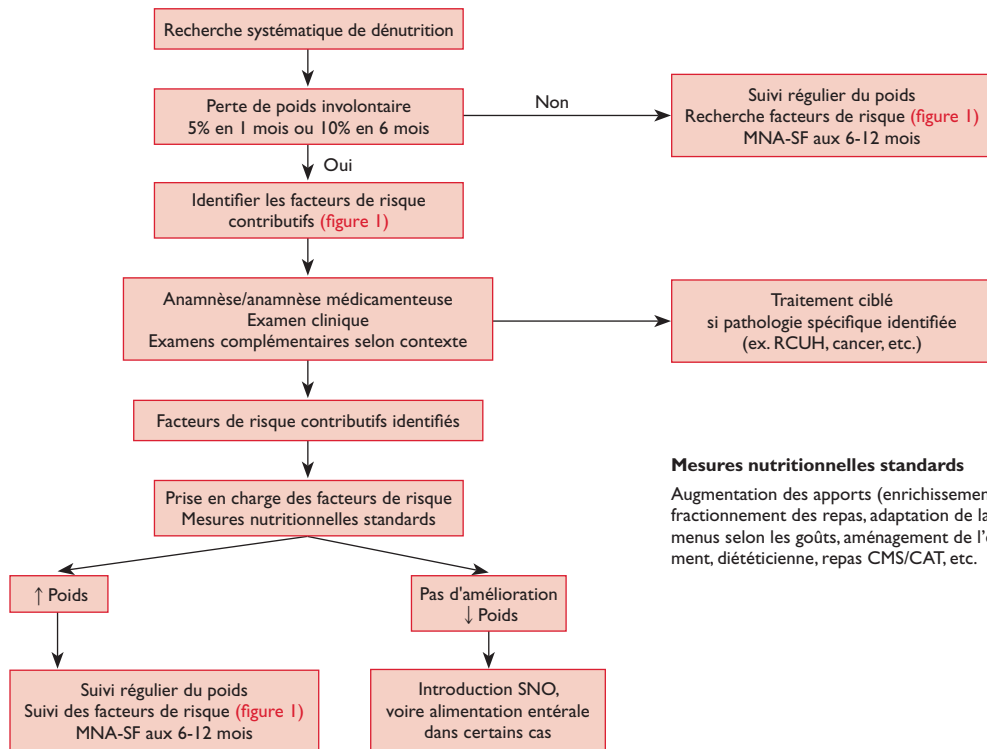 Recherche systématique de dénutrition
Perte de poids involontaire
5% en 1 mois ou 10% en 6 mois
Non
Suivi régulier du poids
Recherche facteurs de risque (figure 1)
MNA-SF aux 6-12 mois
Oui
Identifier les facteurs de risque
contributifs (figure 1)
Anamnèse/anamnèse médicamenteuse
Examen clinique
Examens complémentaires selon contexte
Traitement ciblé
si pathologie spécifique identifiée
(ex. RCUH, cancer, etc.)
Facteurs de risque contributifs identifiés
Prise en charge des facteurs de risque
Mesures nutritionnelles standards
Mesures nutritionnelles standards
Augmentation des apports (enrichissemen
fractionnement des repas, adaptation de la
menus selon les goûts, aménagement de l'
ment, diététicienne, repas CMS/CAT, etc.
↑ Poids
Pas d'amélioration
↓ Poids
Suivi régulier du poids
Suivi des facteurs de risque (figure 1)
MNA-SF aux 6-12 mois
Introduction SNO,
voire alimentation entérale
dans certains cas